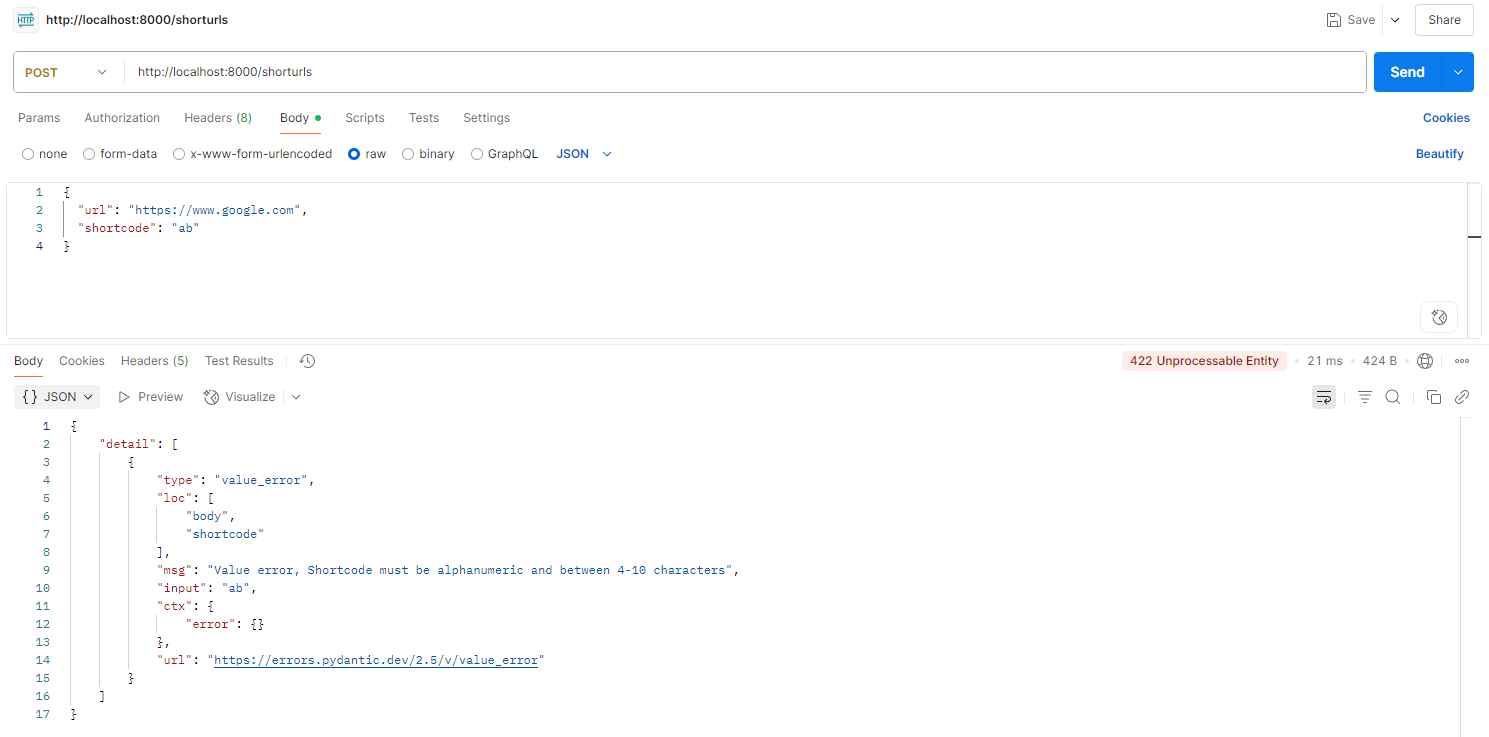 HTTP http://localhost:8000/shorturls Save Share
POST http://localhost:8000/shorturls Send
Params Authorization Headers (8) Body Scripts Tests Settings Cookies
none form-data x-www-form-urlencoded raw binary GraphQL JSON Beautify
1 {
2 "url": "https://www.google.com",
3 "shortcode": "ab"
4 }
Body Cookies Headers (5) Test Results 422 Unprocessable Entity 21 ms 424 B
{} JSON Preview Visualize
1 {
2 "detail": [
3 {
4 "type": "value_error",
5 "loc": [
6 "body",
7 "shortcode"
8 ],
9 "msg": "Value error, Shortcode must be alphanumeric and between 4-10 characters",
10 "input": "ab",
11 "ctx": {
12 "error": {}
13 },
14 "url": "https://errors.pydantic.dev/2.5/v/value_error"
15 }
16 ]
17 }